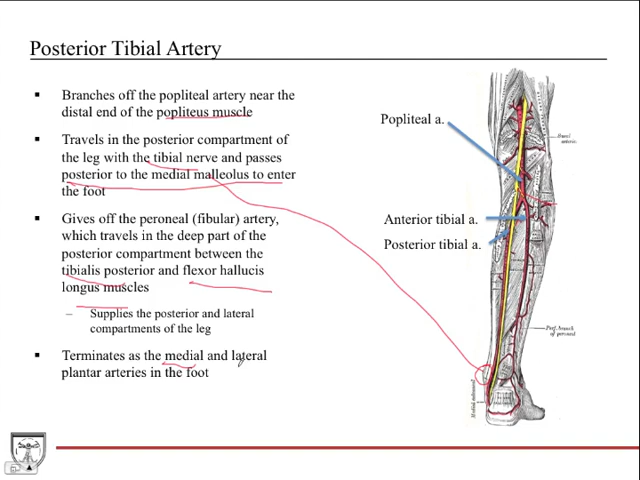 Posterior Tibial Artery
Branches off the popliteal artery near the
distal end of the popliteus muscle
Travels in the posterior compartment of
the leg with the tibial nerve and passes
posterior to the medial malleolus to enter
the foot
Gives off the peroneal (fibular) artery,
which travels in the deep part of the
posterior compartment between the
tibialis posterior and flexor hallucis
longus muscles
– Supplies the posterior and lateral
compartments of the leg
Terminates as the medial and lateral
plantar arteries in the foot
Popliteal a.
Anterior tibial a.
Posterior tibial a.
Perf. branch
of peroneal